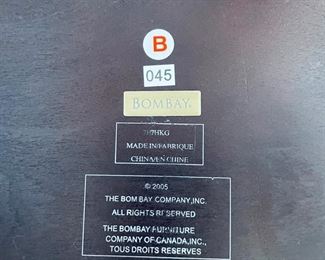 B
045
BOMBAY
MADE IN/FABRIQUE
CHINA/EN CHINE
© 2005
THE BOMBAY COMPANY, INC.
ALL RIGHTS RESERVED
THE BOMBAY FURNITURE
COMPANY OF CANADA, INC.,
TOUS DROITS RESERVES